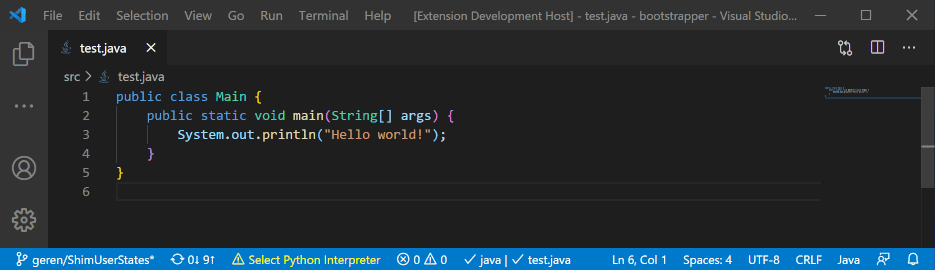 File Edit Selection View Go Run Terminal Help [Extension Development Host] - test.java - bootstrapper - Visual Studio...
test.java
src > test.java
1 public class Main {
2     public static void main(String[] args) {
3         System.out.println("Hello world!");
4     }
5 }
6
geren/ShimUserStates* 0↓ 9↑ Select Python Interpreter 0 0 ✓ java | ✓ test.java Ln 6, Col 1 Spaces: 4 UTF-8 CRLF Java